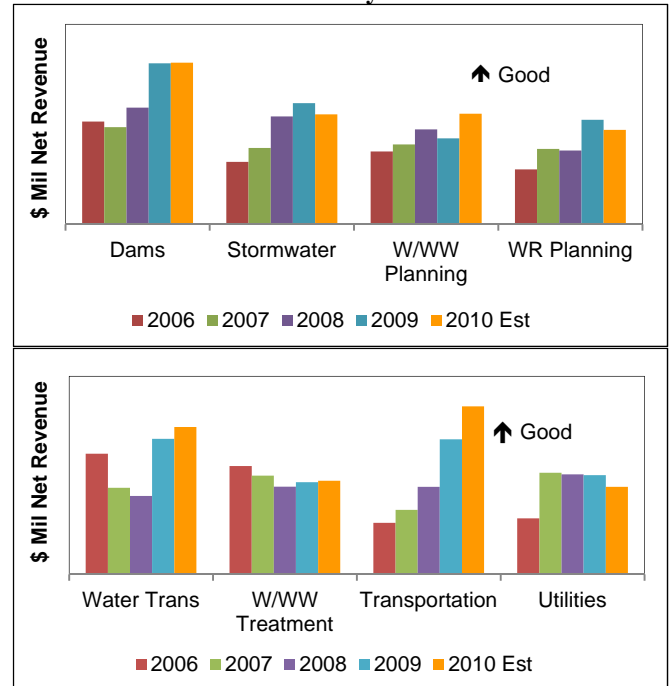 $ Mil Net Revenue
↑ Good
Dams Stormwater W/WW WR Planning
Planning
2006 2007 2008 2009 2010 Est
$ Mil Net Revenue
↑ Good
Water Trans W/WW Transportation Utilities
Treatment
2006 2007 2008 2009 2010 Est